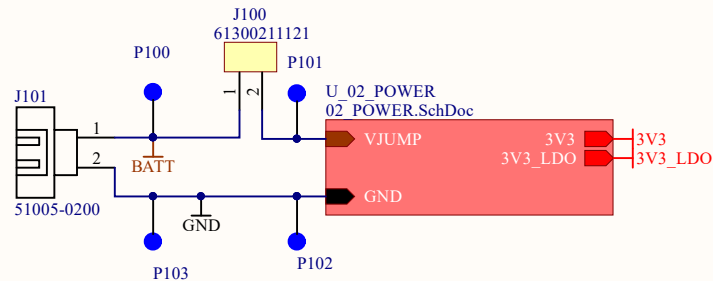 J100
61300211121
P100
P101
J101
U_02_POWER
02_POWER.SchDoc
1
2
1
2
BATT
VJUMP
3V3
3V3
3V3_LDO
3V3_LDO
GND
51005-0200
GND
P103
P102